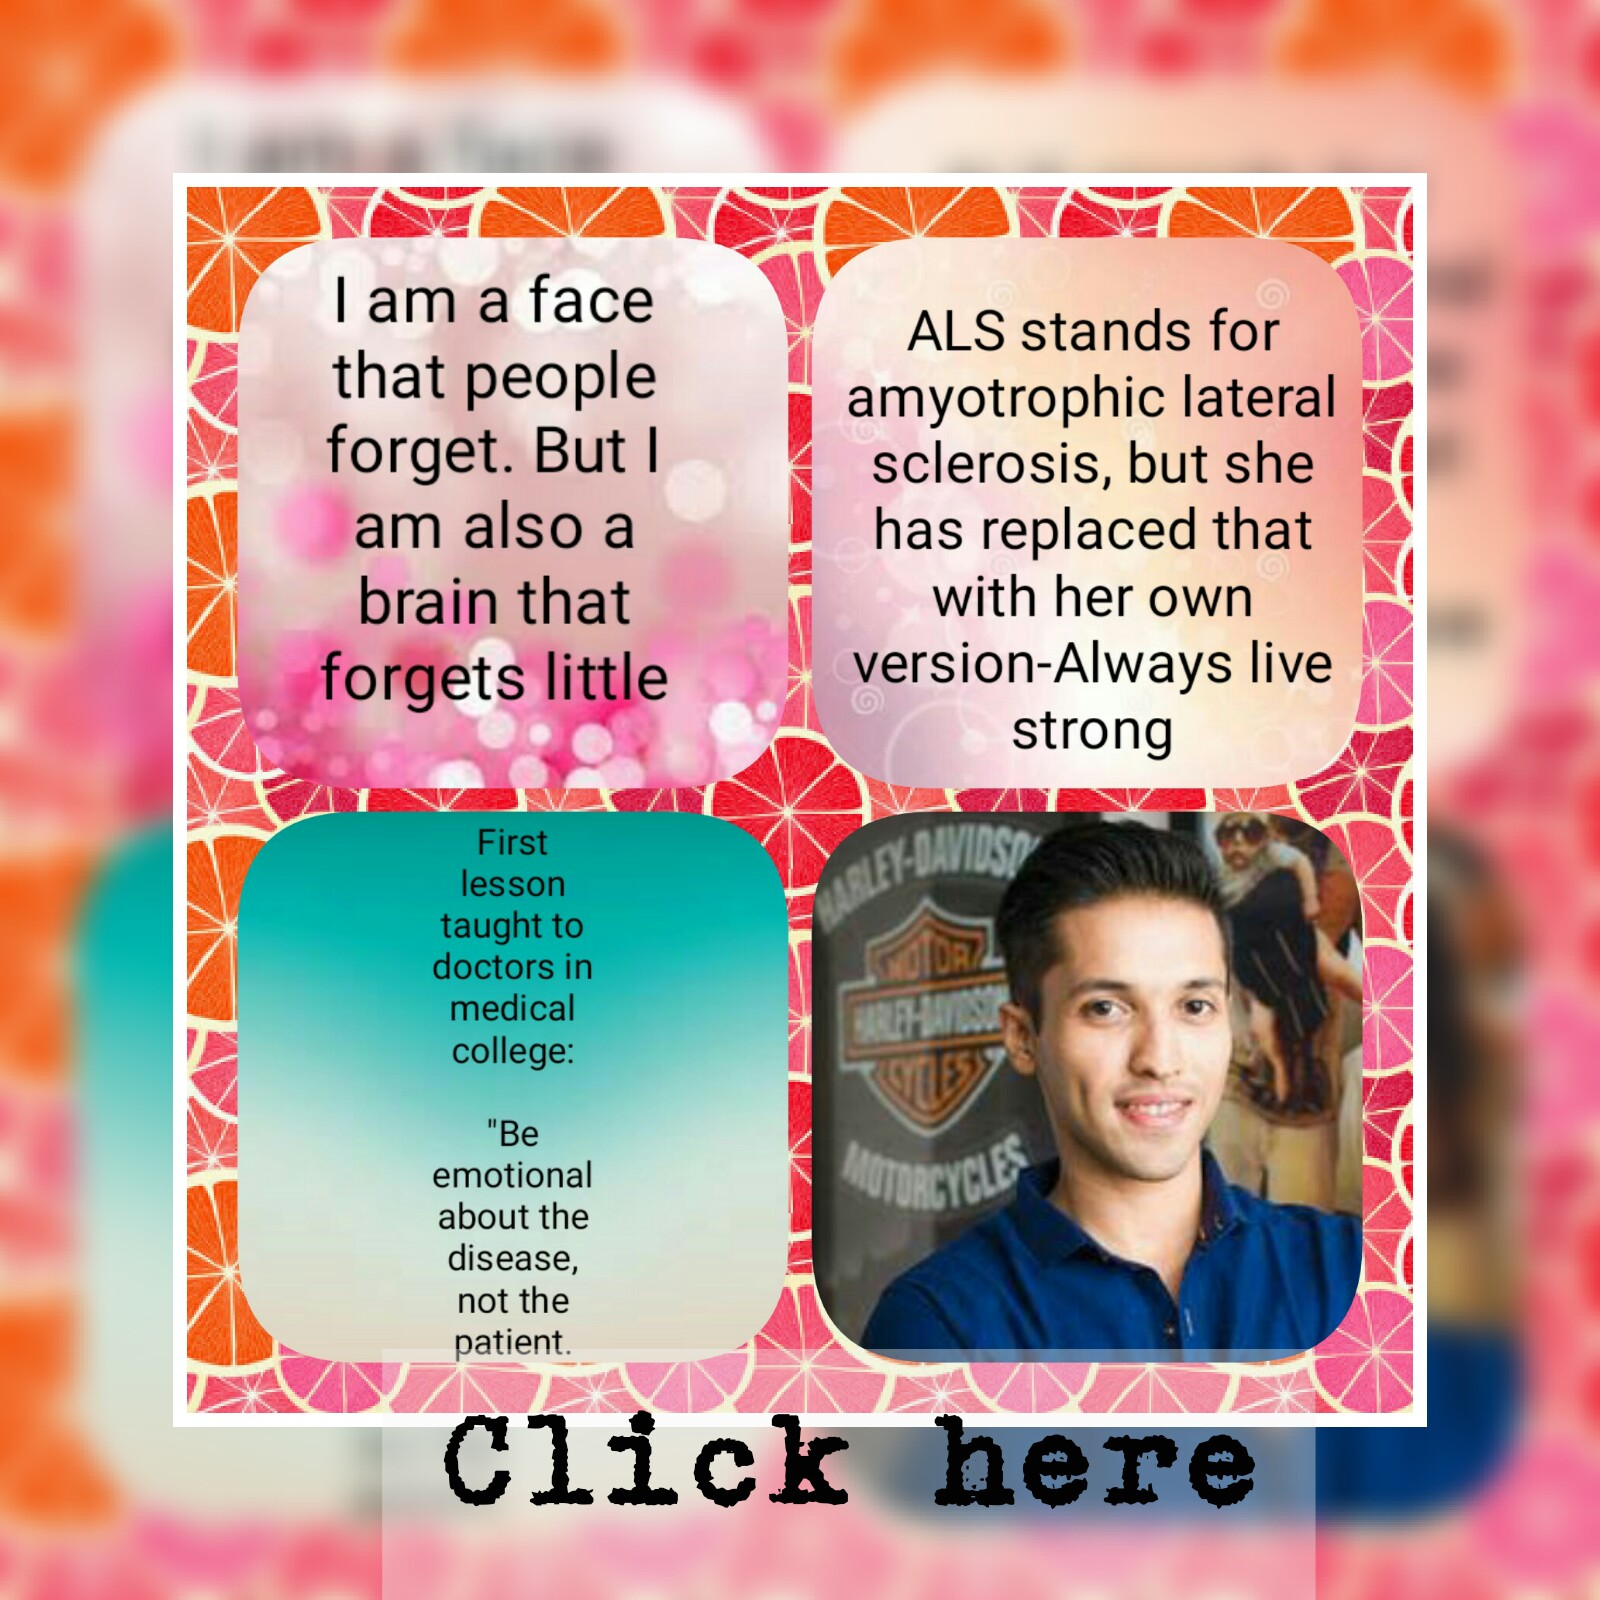 I am a face
that people
forget. But I
am also a
brain that
forgets little
ALS stands for
amyotrophic lateral
sclerosis, but she
has replaced that
with her own
version-Always live
strong
First
lesson
taught to
doctors in
medical
college:
"Be
emotional
about the
disease,
not the
patient.
HARLEY-DAVIDSO
MOTOR
HARLEY-DAVIDSON
CYCLES
MOTORCYCLES
Click here